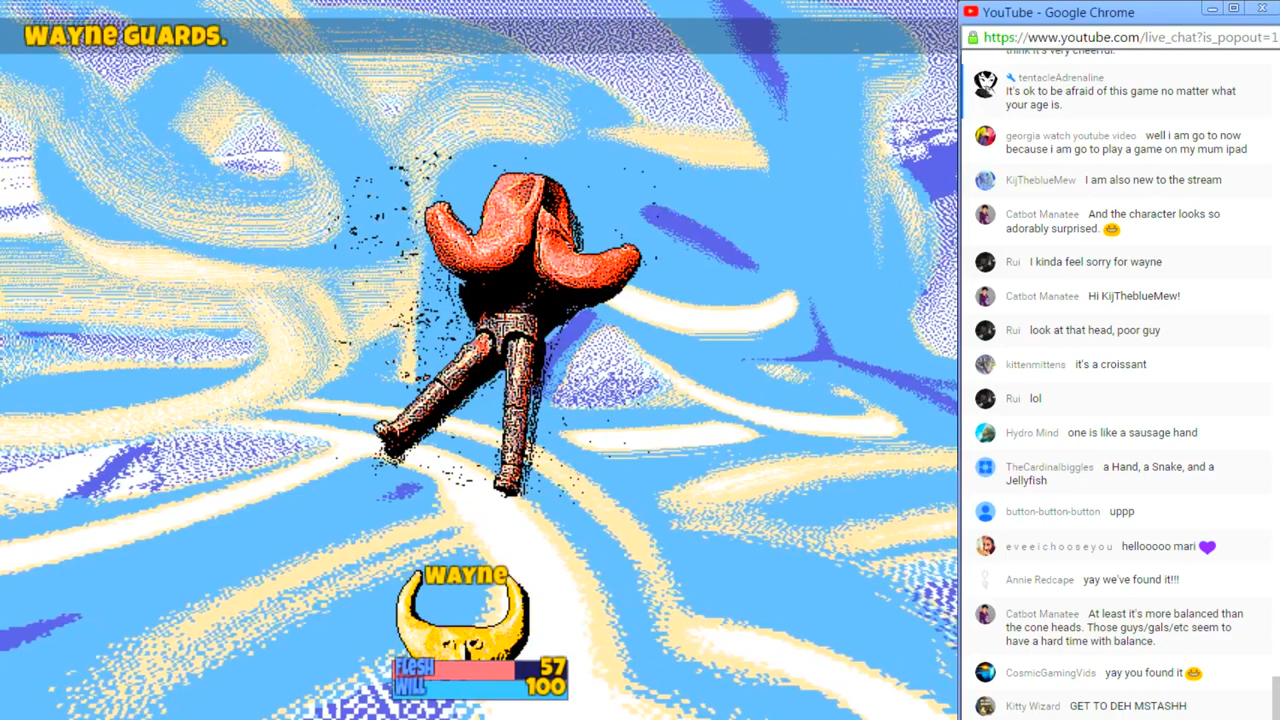 WAYNE GUARDS.
WAYNE
FLESH 57
WILL 100
YouTube - Google Chrome
https://www.youtube.com/live_chat?is_popout=1
think it's very cheerful.
tentacleAdrenaline
It's ok to be afraid of this game no matter what
your age is.
georgia watch youtube video well i am go to now
because i am go to play a game on my mum ipad
KijTheblueMew I am also new to the stream
Catbot Manatee And the character looks so
adorably surprised.
Rui I kinda feel sorry for wayne
Catbot Manatee Hi KijTheblueMew!
Rui look at that head, poor guy
kittenmittens it's a croissant
Rui lol
Hydro Mind one is like a sausage hand
TheCardinalbiggles a Hand, a Snake, and a
Jellyfish
button-button-button uppp
e v e e i c h o o s e y o u hellooooo mari
Annie Redcape yay we've found it!!!
Catbot Manatee At least it's more balanced than
the cone heads. Those guys/gals/etc seem to
have a hard time with balance.
CosmicGamingVids yay you found it
Kitty Wizard GET TO DEH MSTASHH